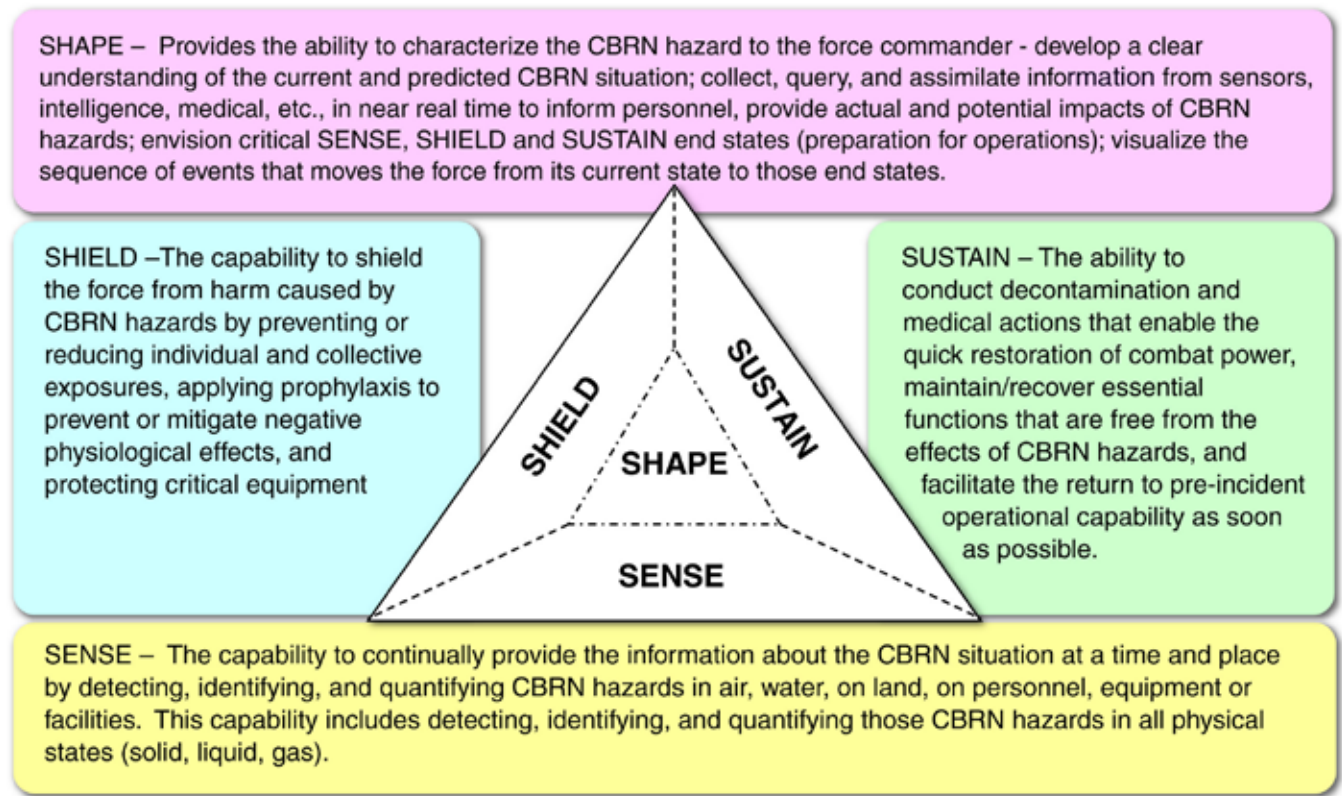 SHAPE – Provides the ability to characterize the CBRN hazard to the force commander - develop a clear
understanding of the current and predicted CBRN situation; collect, query, and assimilate information from sensors,
intelligence, medical, etc., in near real time to inform personnel, provide actual and potential impacts of CBRN
hazards; envision critical SENSE, SHIELD and SUSTAIN end states (preparation for operations); visualize the
sequence of events that moves the force from its current state to those end states.
SHIELD –The capability to shield
the force from harm caused by
CBRN hazards by preventing or
reducing individual and collective
exposures, applying prophylaxis to
prevent or mitigate negative
physiological effects, and
protecting critical equipment
SHIELD
SUSTAIN
SHAPE
SENSE
SUSTAIN – The ability to
conduct decontamination and
medical actions that enable the
quick restoration of combat power,
maintain/recover essential
functions that are free from the
effects of CBRN hazards, and
facilitate the return to pre-incident
operational capability as soon
as possible.
SENSE – The capability to continually provide the information about the CBRN situation at a time and place
by detecting, identifying, and quantifying CBRN hazards in air, water, on land, on personnel, equipment or
facilities. This capability includes detecting, identifying, and quantifying those CBRN hazards in all physical
states (solid, liquid, gas).